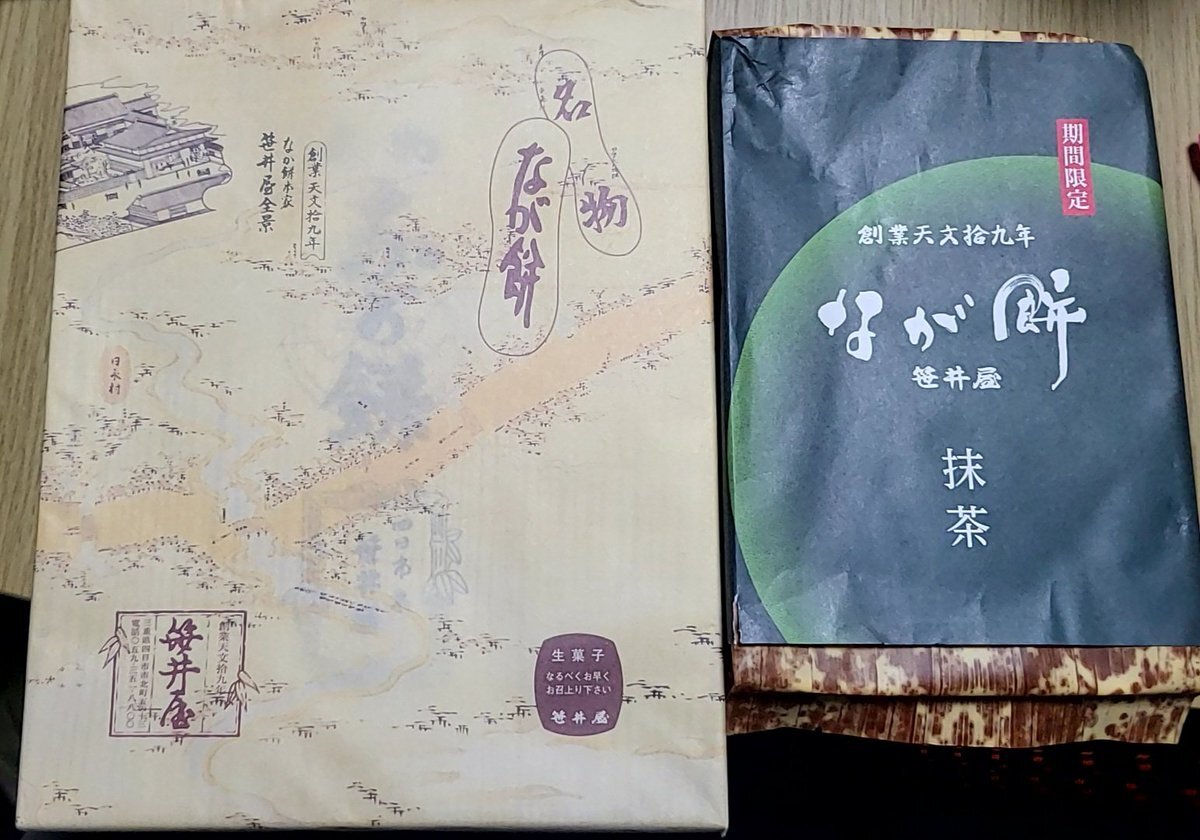 名物
なが餅
創業天文拾九年
なが餅本家
笹井屋全景
日永村
創業天文拾九年
笹井屋
生菓子
なるべくお早く
お召上り下さい
笹井屋
期間限定
創業天文拾九年
なが餅
笹井屋
抹茶